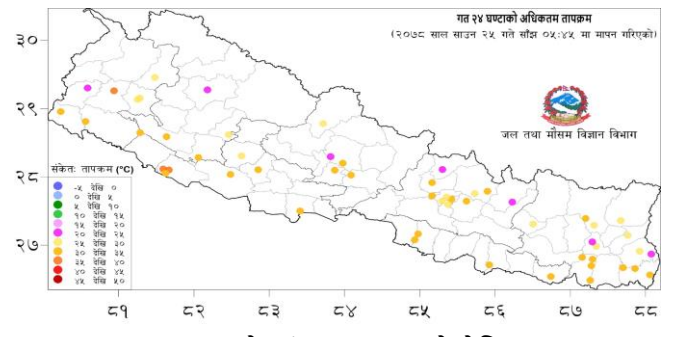 गत २४ घण्टाको अधिकतम तापक्रम
(२०७८ साल साउन २५ गते साँझ ०५:४५ मा मापन गरिएको)
जल तथा मौसम विज्ञान विभाग
३०
२९
२८
२७
संकेतः तापक्रम (°C)
-५ देखि ०
० देखि ५
५ देखि १०
१० देखि १५
१५ देखि २०
२० देखि २५
२५ देखि ३०
३० देखि ३५
३५ देखि ४०
४० देखि ४५
४५ देखि ५०
८१ ८२ ८३ ८४ ८५ ८६ ८७ ८८